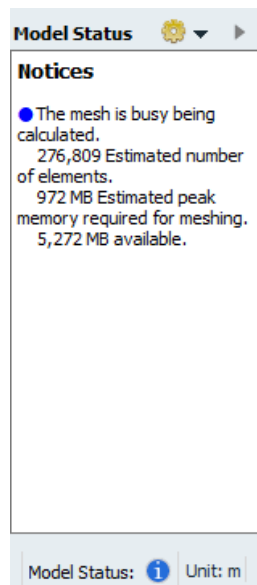 Model Status
Notices
The mesh is busy being
calculated.
276,809 Estimated number
of elements.
972 MB Estimated peak
memory required for meshing.
5,272 MB available.
Model Status: i Unit: m